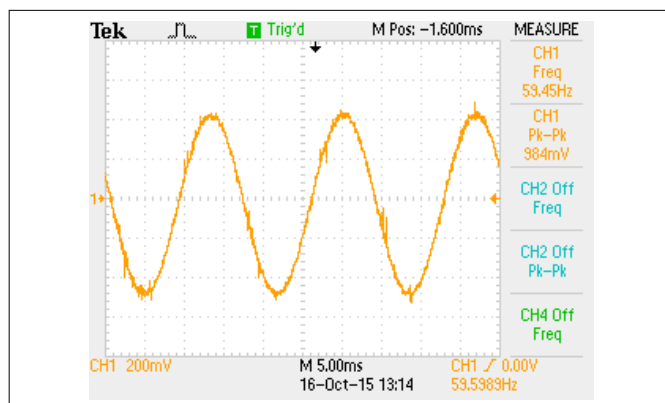 Tek
T Trig'd
M Pos: -1.600ms
MEASURE
CH1
Freq
59.45Hz
CH1
Pk-Pk
984mV
CH2 Off
Freq
CH2 Off
Pk-Pk
CH4 Off
Freq
1
CH1 200mV
M 5.00ms
CH1 0.00V
16-Oct-15 13:14
59.5989Hz